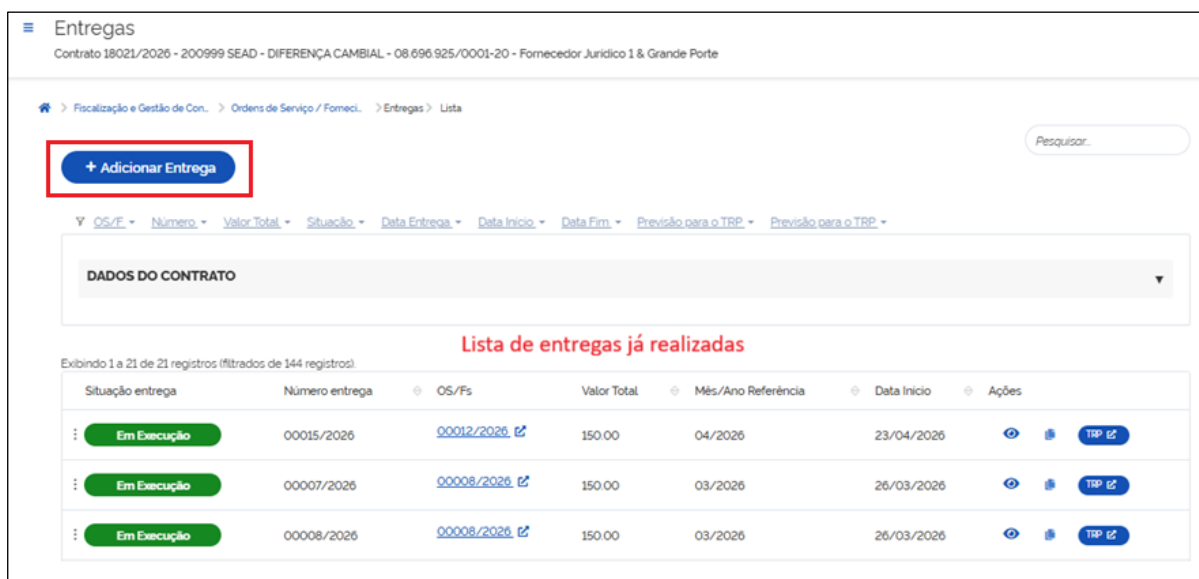 Entregas
Contrato 18021/2026 - 200999 SEAD - DIFERENÇA CAMBIAL - 08.696.925/0001-20 - Fornecedor Jurídico 1 & Grande Porte
> Fiscalização e Gestão de Con... > Ordens de Serviço / Forneci... > Entregas > Lista
Pesquisar...
+ Adicionar Entrega
OS/F Número Valor Total Situação Data Entrega Data Início Data Fim Previsão para o TRP Previsão para o TRP
DADOS DO CONTRATO
Lista de entregas já realizadas
Exibindo 1 a 21 de 21 registros (filtrados de 144 registros).
Situação entrega Número entrega OS/Fs Valor Total Mês/Ano Referência Data Início Ações
Em Execução 00015/2026 00012/2026 150.00 04/2026 23/04/2026 TRP
Em Execução 00007/2026 00008/2026 150.00 03/2026 26/03/2026 TRP
Em Execução 00008/2026 00008/2026 150.00 03/2026 26/03/2026 TRP